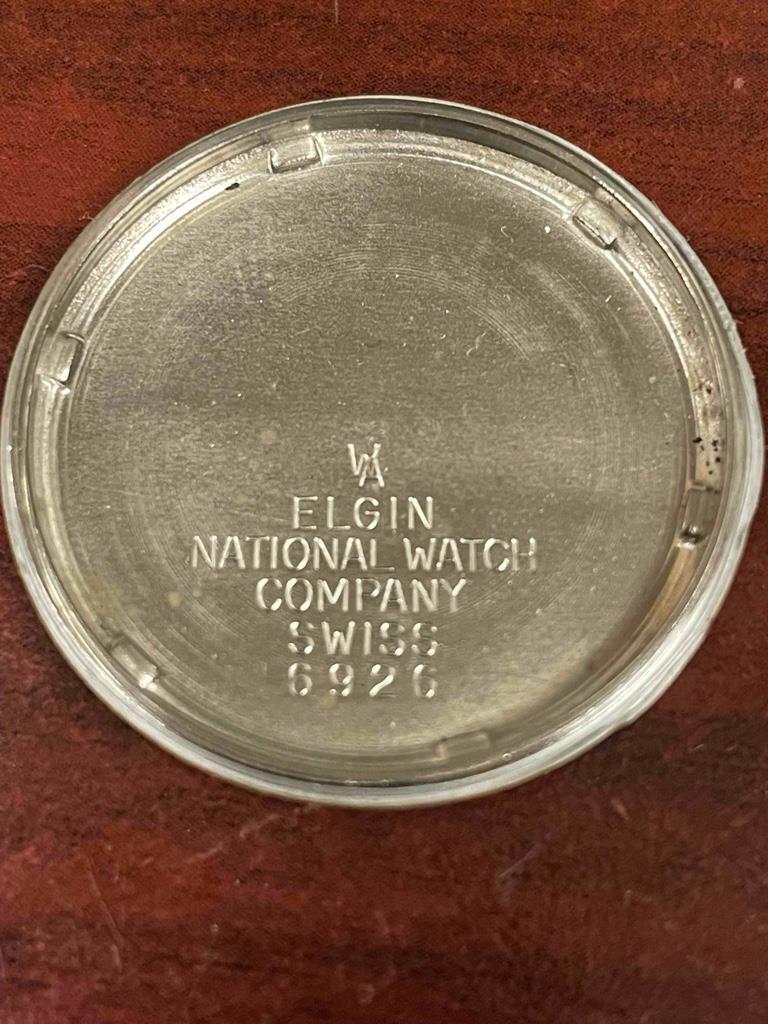 WA
ELGIN
NATIONAL WATCH
COMPANY
SWISS
6926